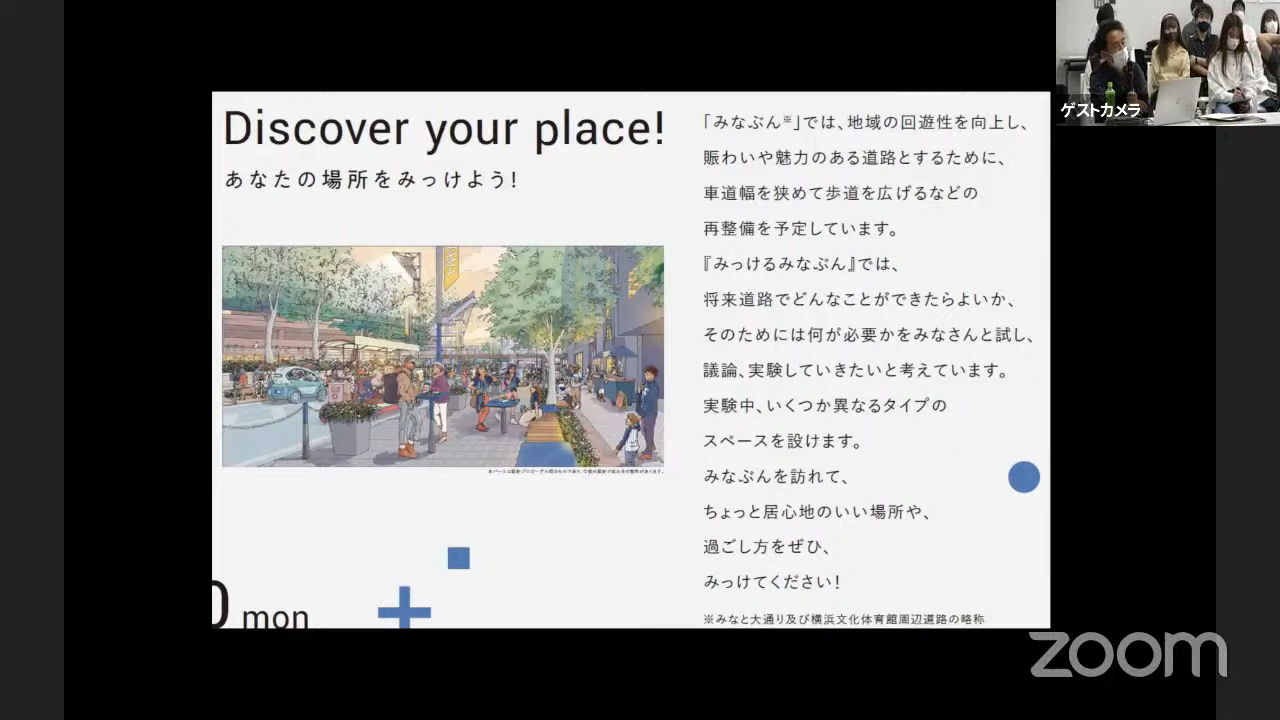 Discover your place!
あなたの場所をみっけよう!
「みなぶん※」では、地域の回遊性を向上し、
賑わいや魅力のある道路とするために、
車道幅を狭めて歩道を広げるなどの
再整備を予定しています。
『みっけるみなぶん』では、
将来道路でどんなことができたらよいか、
そのためには何が必要かをみなさんと試し、
議論、実験していきたいと考えています。
実験中、いくつか異なるタイプの
スペースを設けます。
みなぶんを訪れて、
ちょっと居心地のいい場所や、
過ごし方をぜひ、
みっけてください!
※みなと大通り及び横浜文化体育館周辺道路の略称
0 mon
ゲストカメラ
zoom